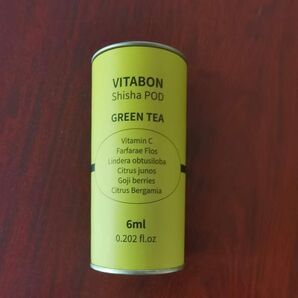 VITABON
Shisha POD
GREEN TEA
Vitamin C
Farfarae Flos
Lindera obtusiloba
Citrus junos
Goji berries
Citrus Bergamia
6ml
0.202 fl.oz